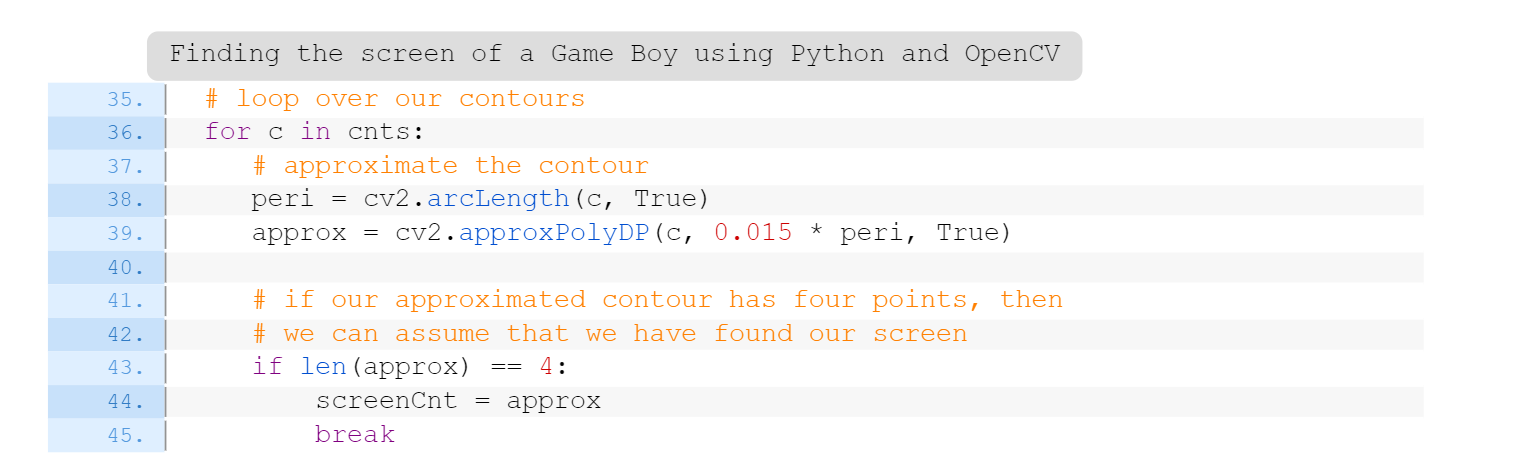 Finding the screen of a Game Boy using Python and OpenCV
35. # loop over our contours
36. for c in cnts:
37. # approximate the contour
38. peri = cv2.arcLength(c, True)
39. approx = cv2.approxPolyDP(c, 0.015 * peri, True)
40.
41. # if our approximated contour has four points, then
42. # we can assume that we have found our screen
43. if len(approx) == 4:
44. screenCnt = approx
45. break